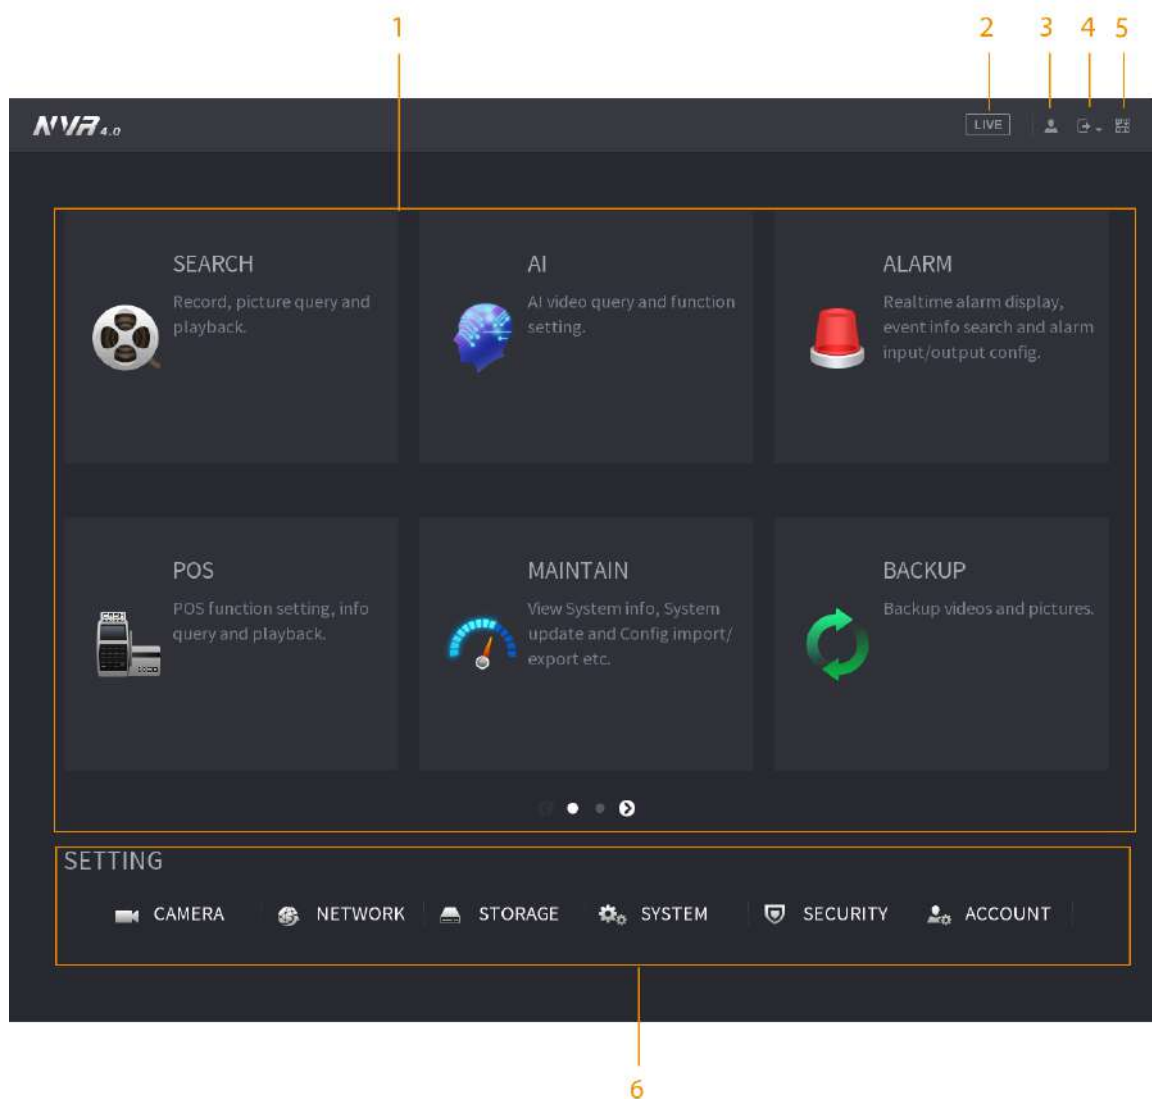 1
2
3
4
5
NVR 4.0
LIVE
SEARCH
Record, picture query and
playback.
AI
AI video query and function
setting.
ALARM
Realtime alarm display,
event info search and alarm
input/output config.
POS
POS function setting, info
query and playback.
MAINTAIN
View System info, System
update and Config import/
export etc.
BACKUP
Backup videos and pictures.
SETTING
CAMERA
NETWORK
STORAGE
SYSTEM
SECURITY
ACCOUNT
6